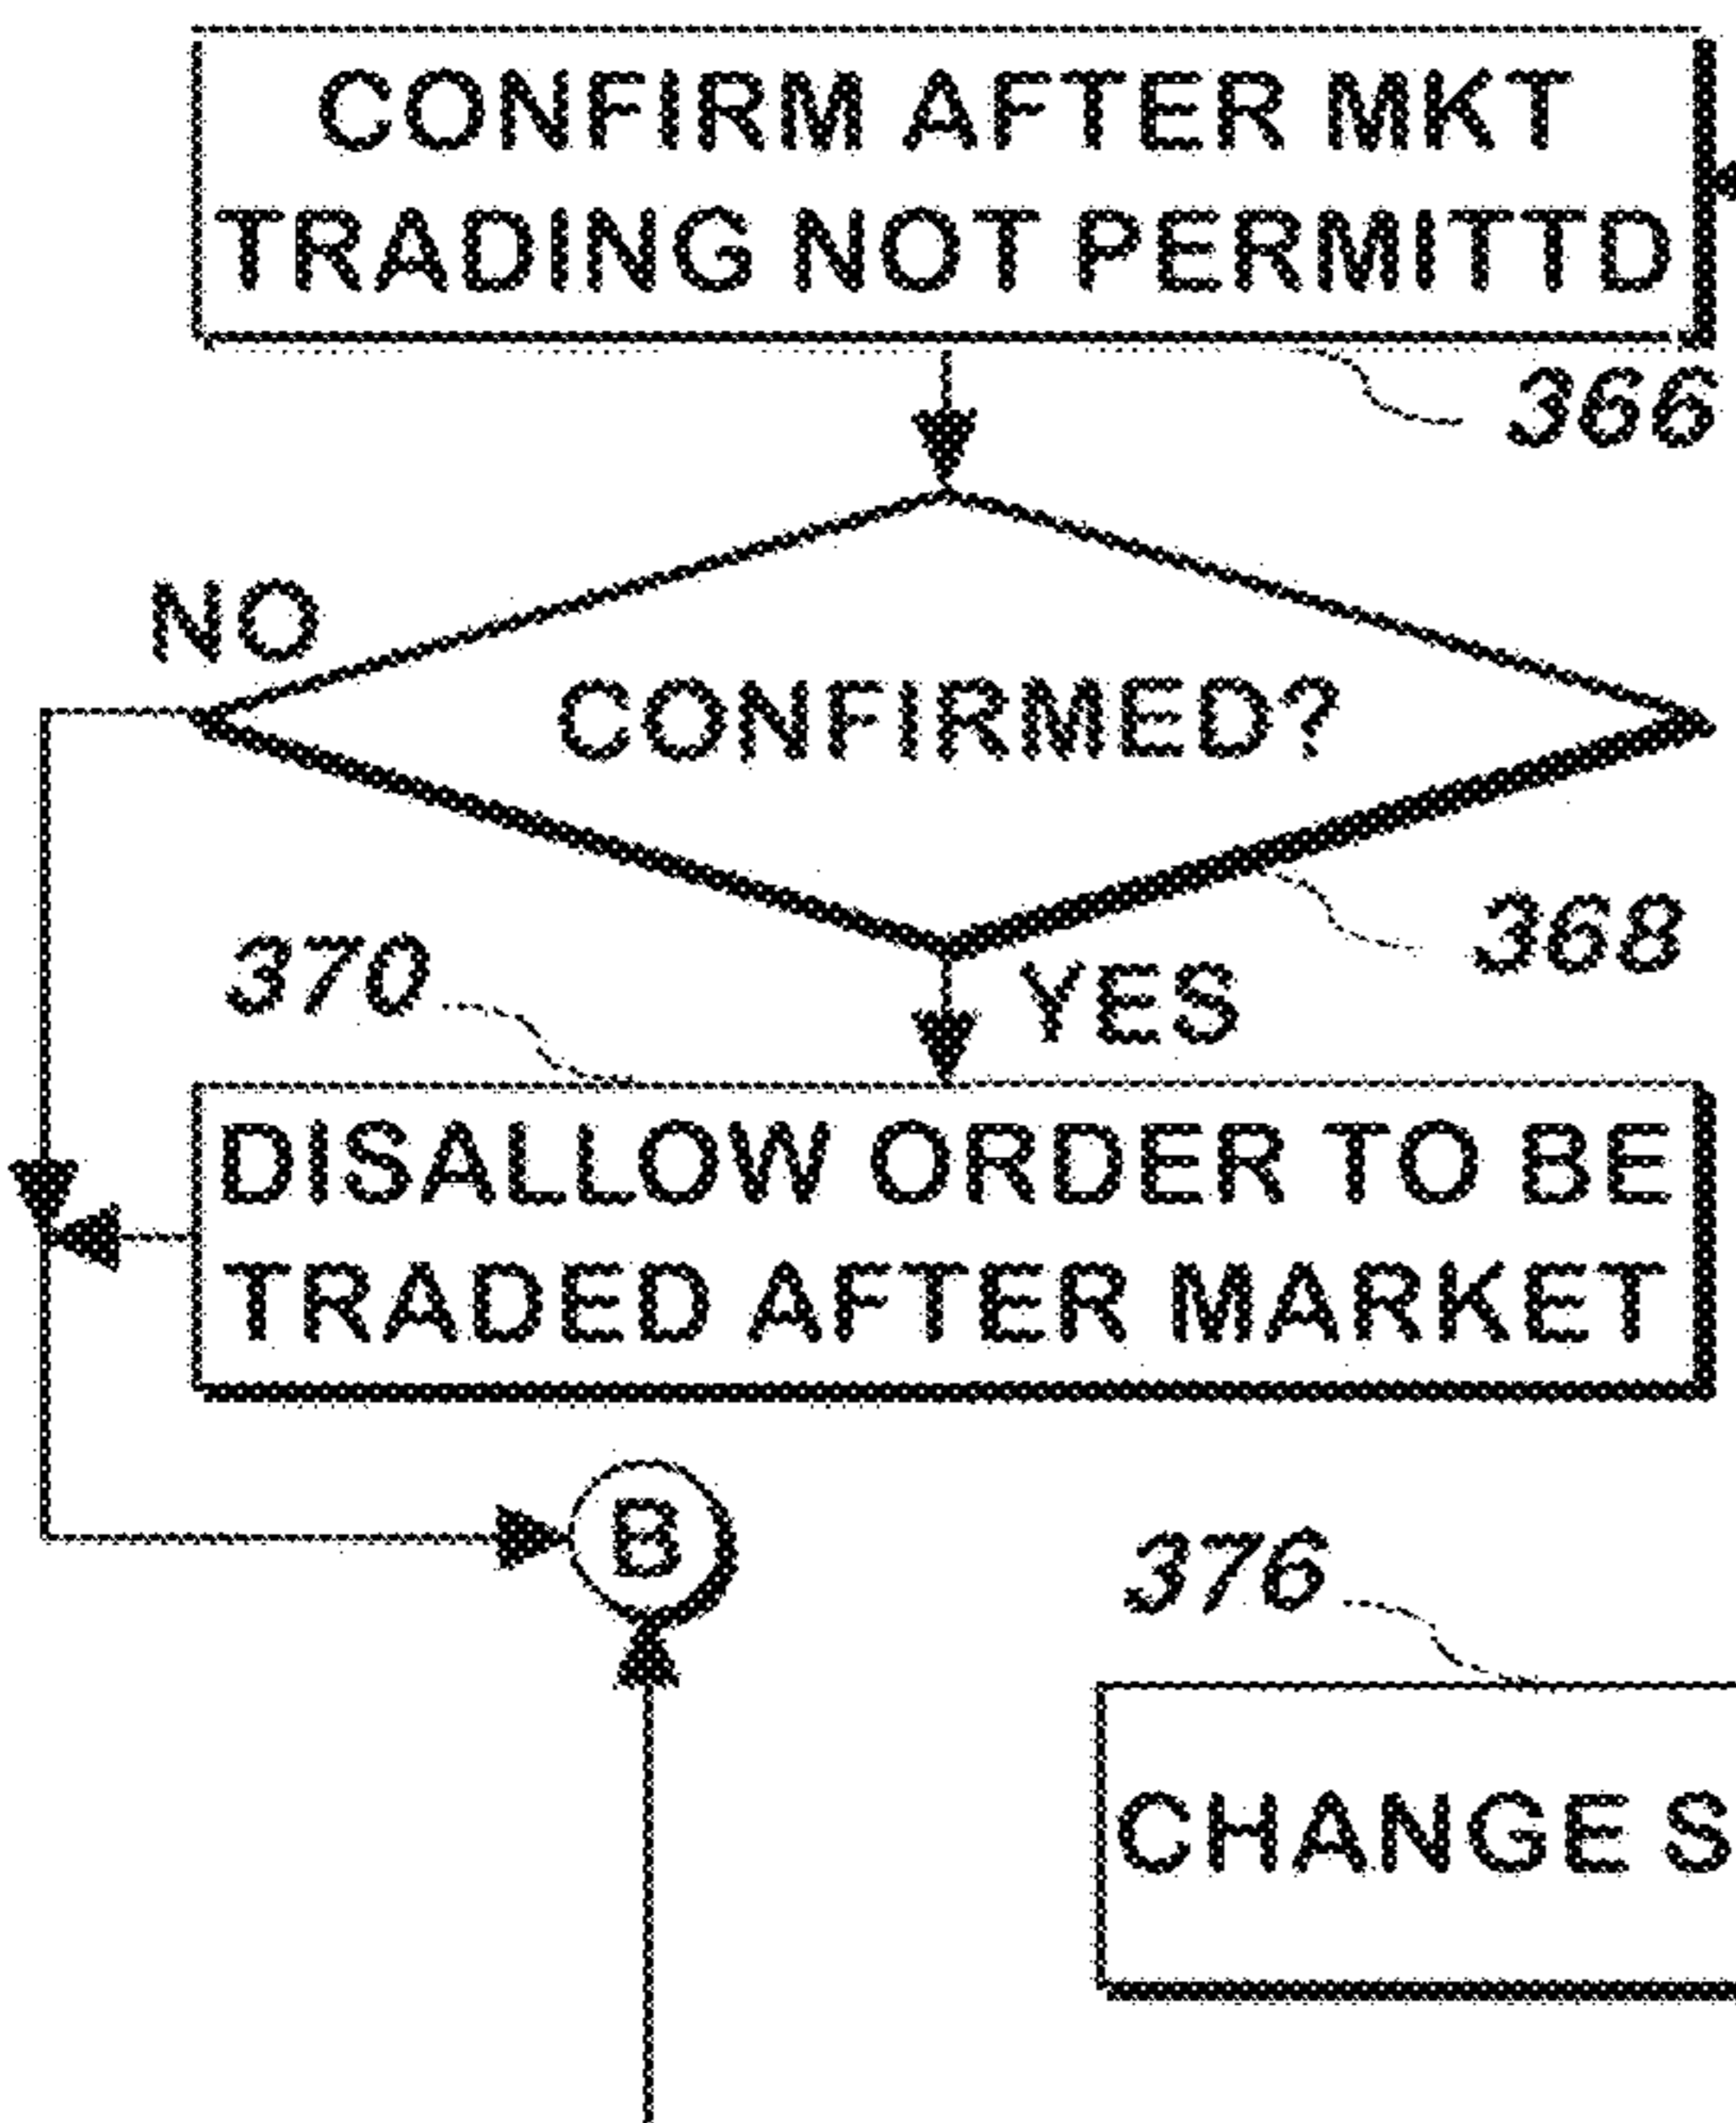 CONFIRM AFTER MKT
TRADING NOT PERMITTD
366
NO
CONFIRMED?
368
370
YES
DISALLOW ORDER TO BE
TRADED AFTER MARKET
B
376
CHANGE S